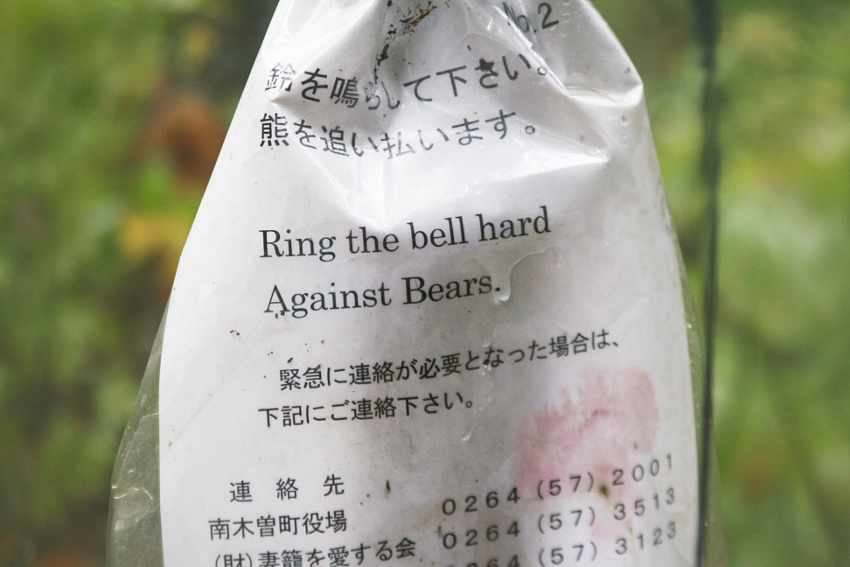 No.2
鈴を鳴らして下さい。
熊を追い払います。
Ring the bell hard
Against Bears.
緊急に連絡が必要となった場合は、
下記にご連絡下さい。
連絡先
南木曽町役場 0264(57)2001
(財)妻籠を愛する会 0264(57)3513
0264(57)3123